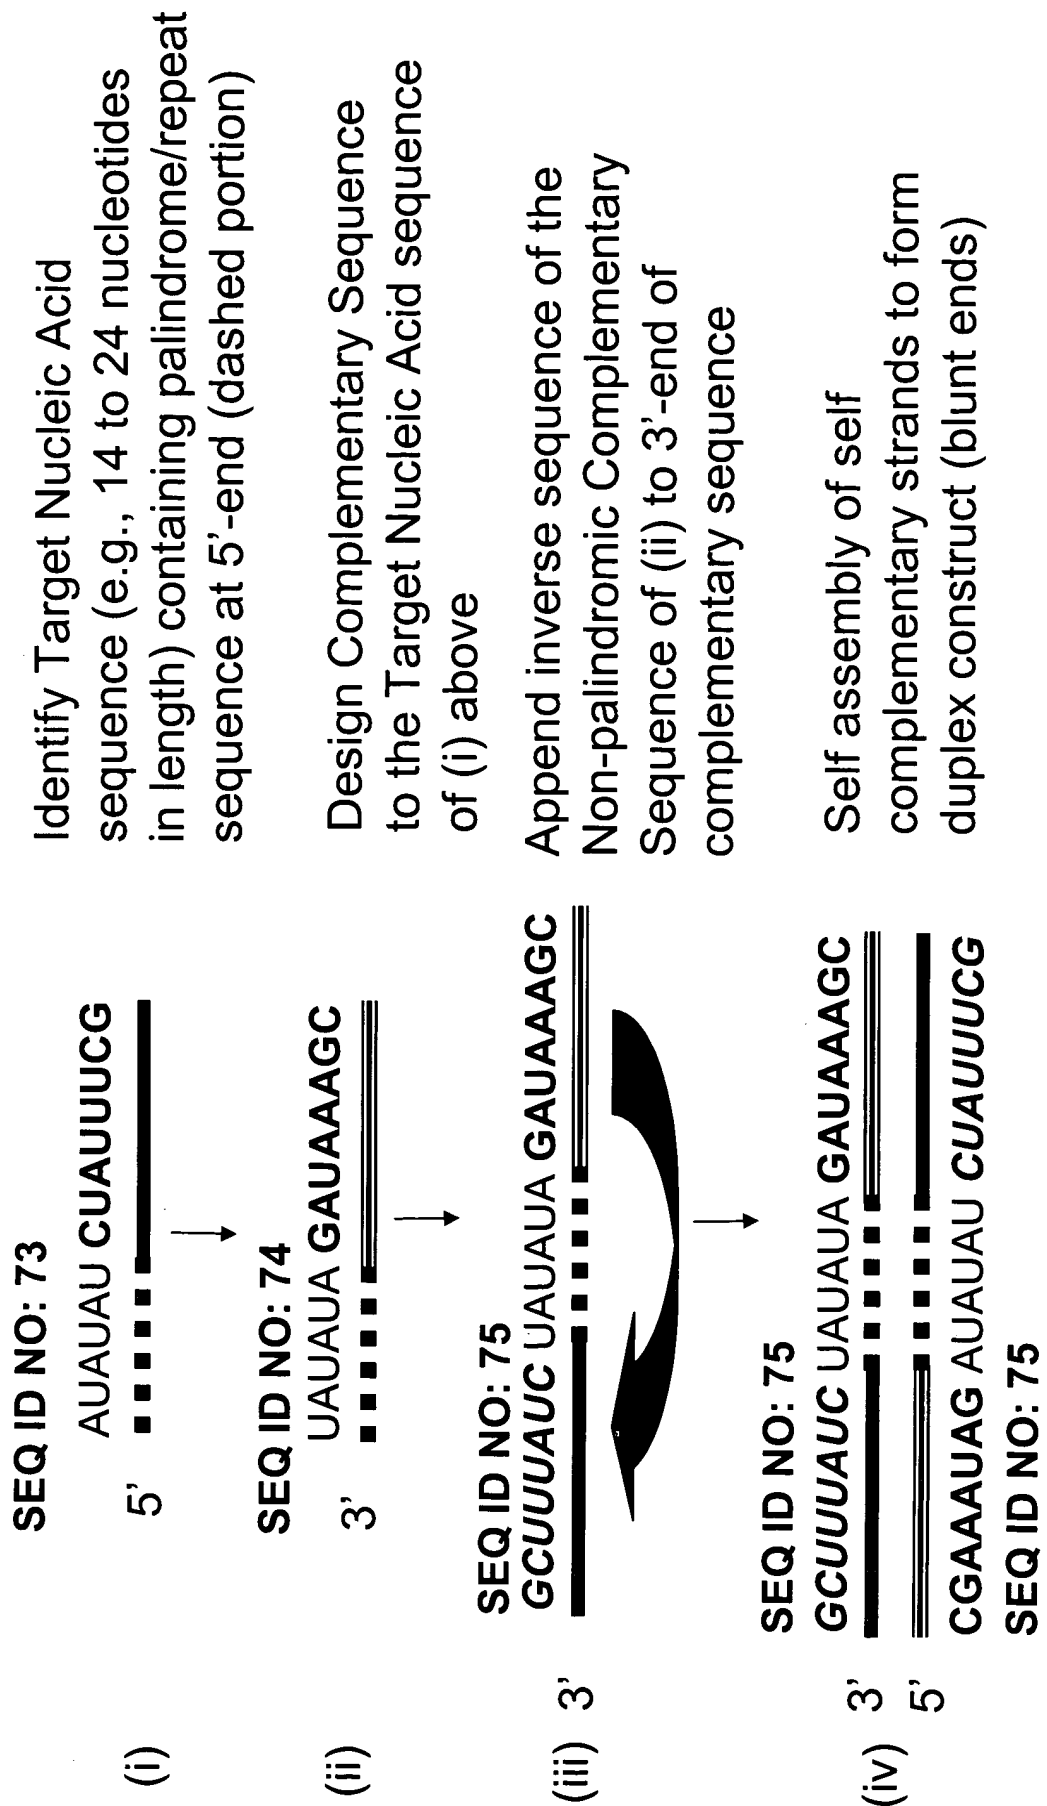 SEQ ID NO: 73
AUAUAU CUAUUUCG
(i)
5’
Identify Target Nucleic Acid
sequence (e.g., 14 to 24 nucleotides
in length) containing palindrome/repeat
sequence at 5’-end (dashed portion)
SEQ ID NO: 74
UAUAUA GAUAAAGC
(ii)
3’
Design Complementary Sequence
to the Target Nucleic Acid sequence
of (i) above
SEQ ID NO: 75
GCUUUAUC UAUAUA GAUAAAGC
(iii)
3’
Append inverse sequence of the
Non-palindromic Complementary
Sequence of (ii) to 3’-end of
complementary sequence
SEQ ID NO: 75
GCUUUAUC UAUAUA GAUAAAGC
(iv)
3’
5’
CGAAAUAG AUAUAU CUAUUUCG
SEQ ID NO: 75
Self assembly of self
complementary strands to form
duplex construct (blunt ends)